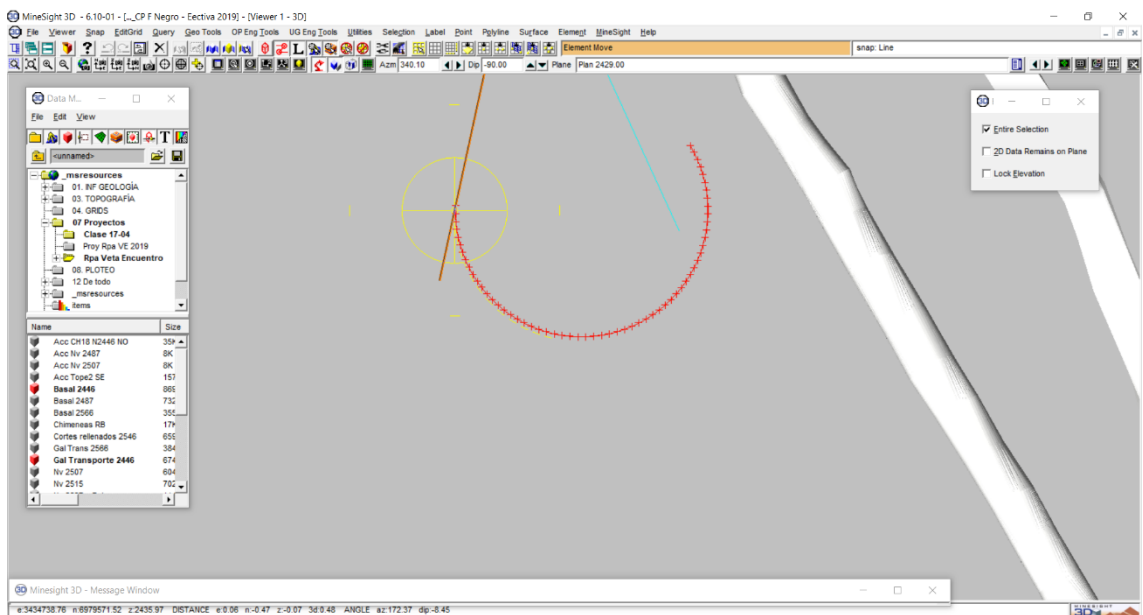 MineSight 3D - 6.10-01 - [..._CP F Negro - Eectiva 2019] - [Viewer 1 - 3D]
File Viewer Snap EditGrid Query Geo Tools OP Eng Tools UG Eng Tools Utilities Selection Label Point Polyline Surface Element MineSight Help
Element Move
snap: Line
Azm 340.10 Dip -90.00 Plane Plan 2429.00
3D Data M...
File Edit View
<unnamed>
_msresources
01. INF GEOLOGÍA
03. TOPOGRAFÍA
04. GRIDS
07 Proyectos
Clase 17-04
Proy Rpa VE 2019
Rpa Veta Encuentro
08. PLOTEO
12 De todo
_msresources
items
Name Size
Acc CH18 N2446 NO 35K
Acc Nv 2487 8K
Acc Nv 2507 8K
Acc Tope2 SE 157
Basal 2446 869
Basal 2487 732
Basal 2566 355
Chimeneas RB 17K
Cortes rellenados 2546 659
Gal Trans 2566 384
Gal Transporte 2446 674
Nv 2507 604
Nv 2515 702
Entire Selection
2D Data Remains on Plane
Lock Elevation
Minesight 3D - Message Window
e:3434738.76 n:6979571.52 z:2435.97 DISTANCE e:0.06 n:-0.47 z:-0.07 3d:0.48 ANGLE az:172.37 dip:-8.45
MINESIGHT
3D